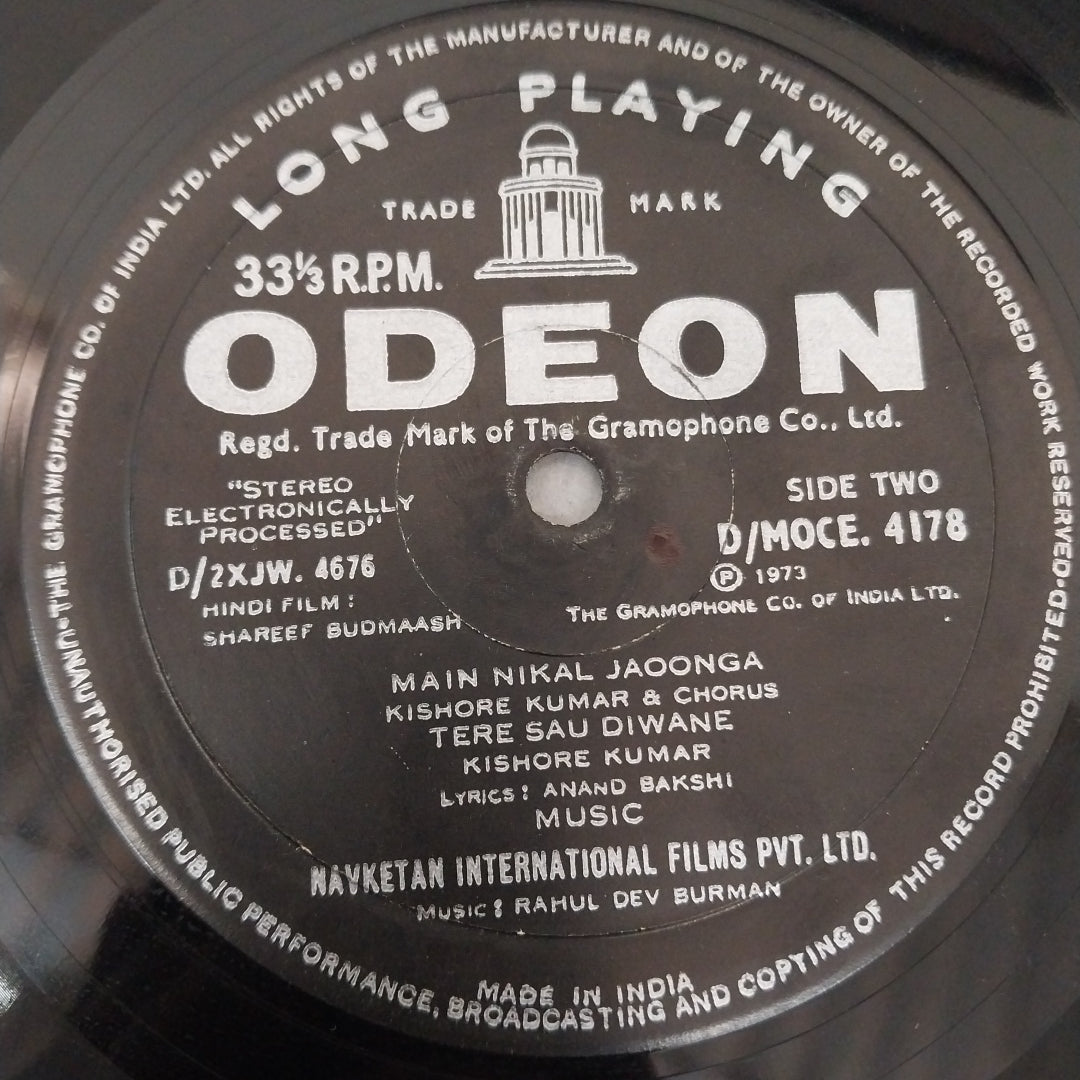 THE GRAMOPHONE CO. OF INDIA LTD. ALL RIGHTS OF THE MANUFACTURER AND OF THE OWNER OF THE RECORDED WORK RESERVED.
UNAUTHORISED PUBLIC PERFORMANCE, BROADCASTING AND COPYING OF THIS RECORD PROHIBITED.
LONG PLAYING
TRADE MARK
33⅓ R.P.M.
ODEON
Regd. Trade Mark of The Gramophone Co., Ltd.
"STEREO
ELECTRONICALLY
PROCESSED"
D/2XJW. 4676
HINDI FILM :
SHAREEF BUDMAASH
SIDE TWO
D/MOCE. 4178
Ⓟ 1973
THE GRAMOPHONE CO. OF INDIA LTD.
MAIN NIKAL JAOONGA
KISHORE KUMAR & CHORUS
TERE SAU DIWANE
KISHORE KUMAR
LYRICS : ANAND BAKSHI
MUSIC
NAVKETAN INTERNATIONAL FILMS PVT. LTD.
MUSIC : RAHUL DEV BURMAN
MADE IN INDIA